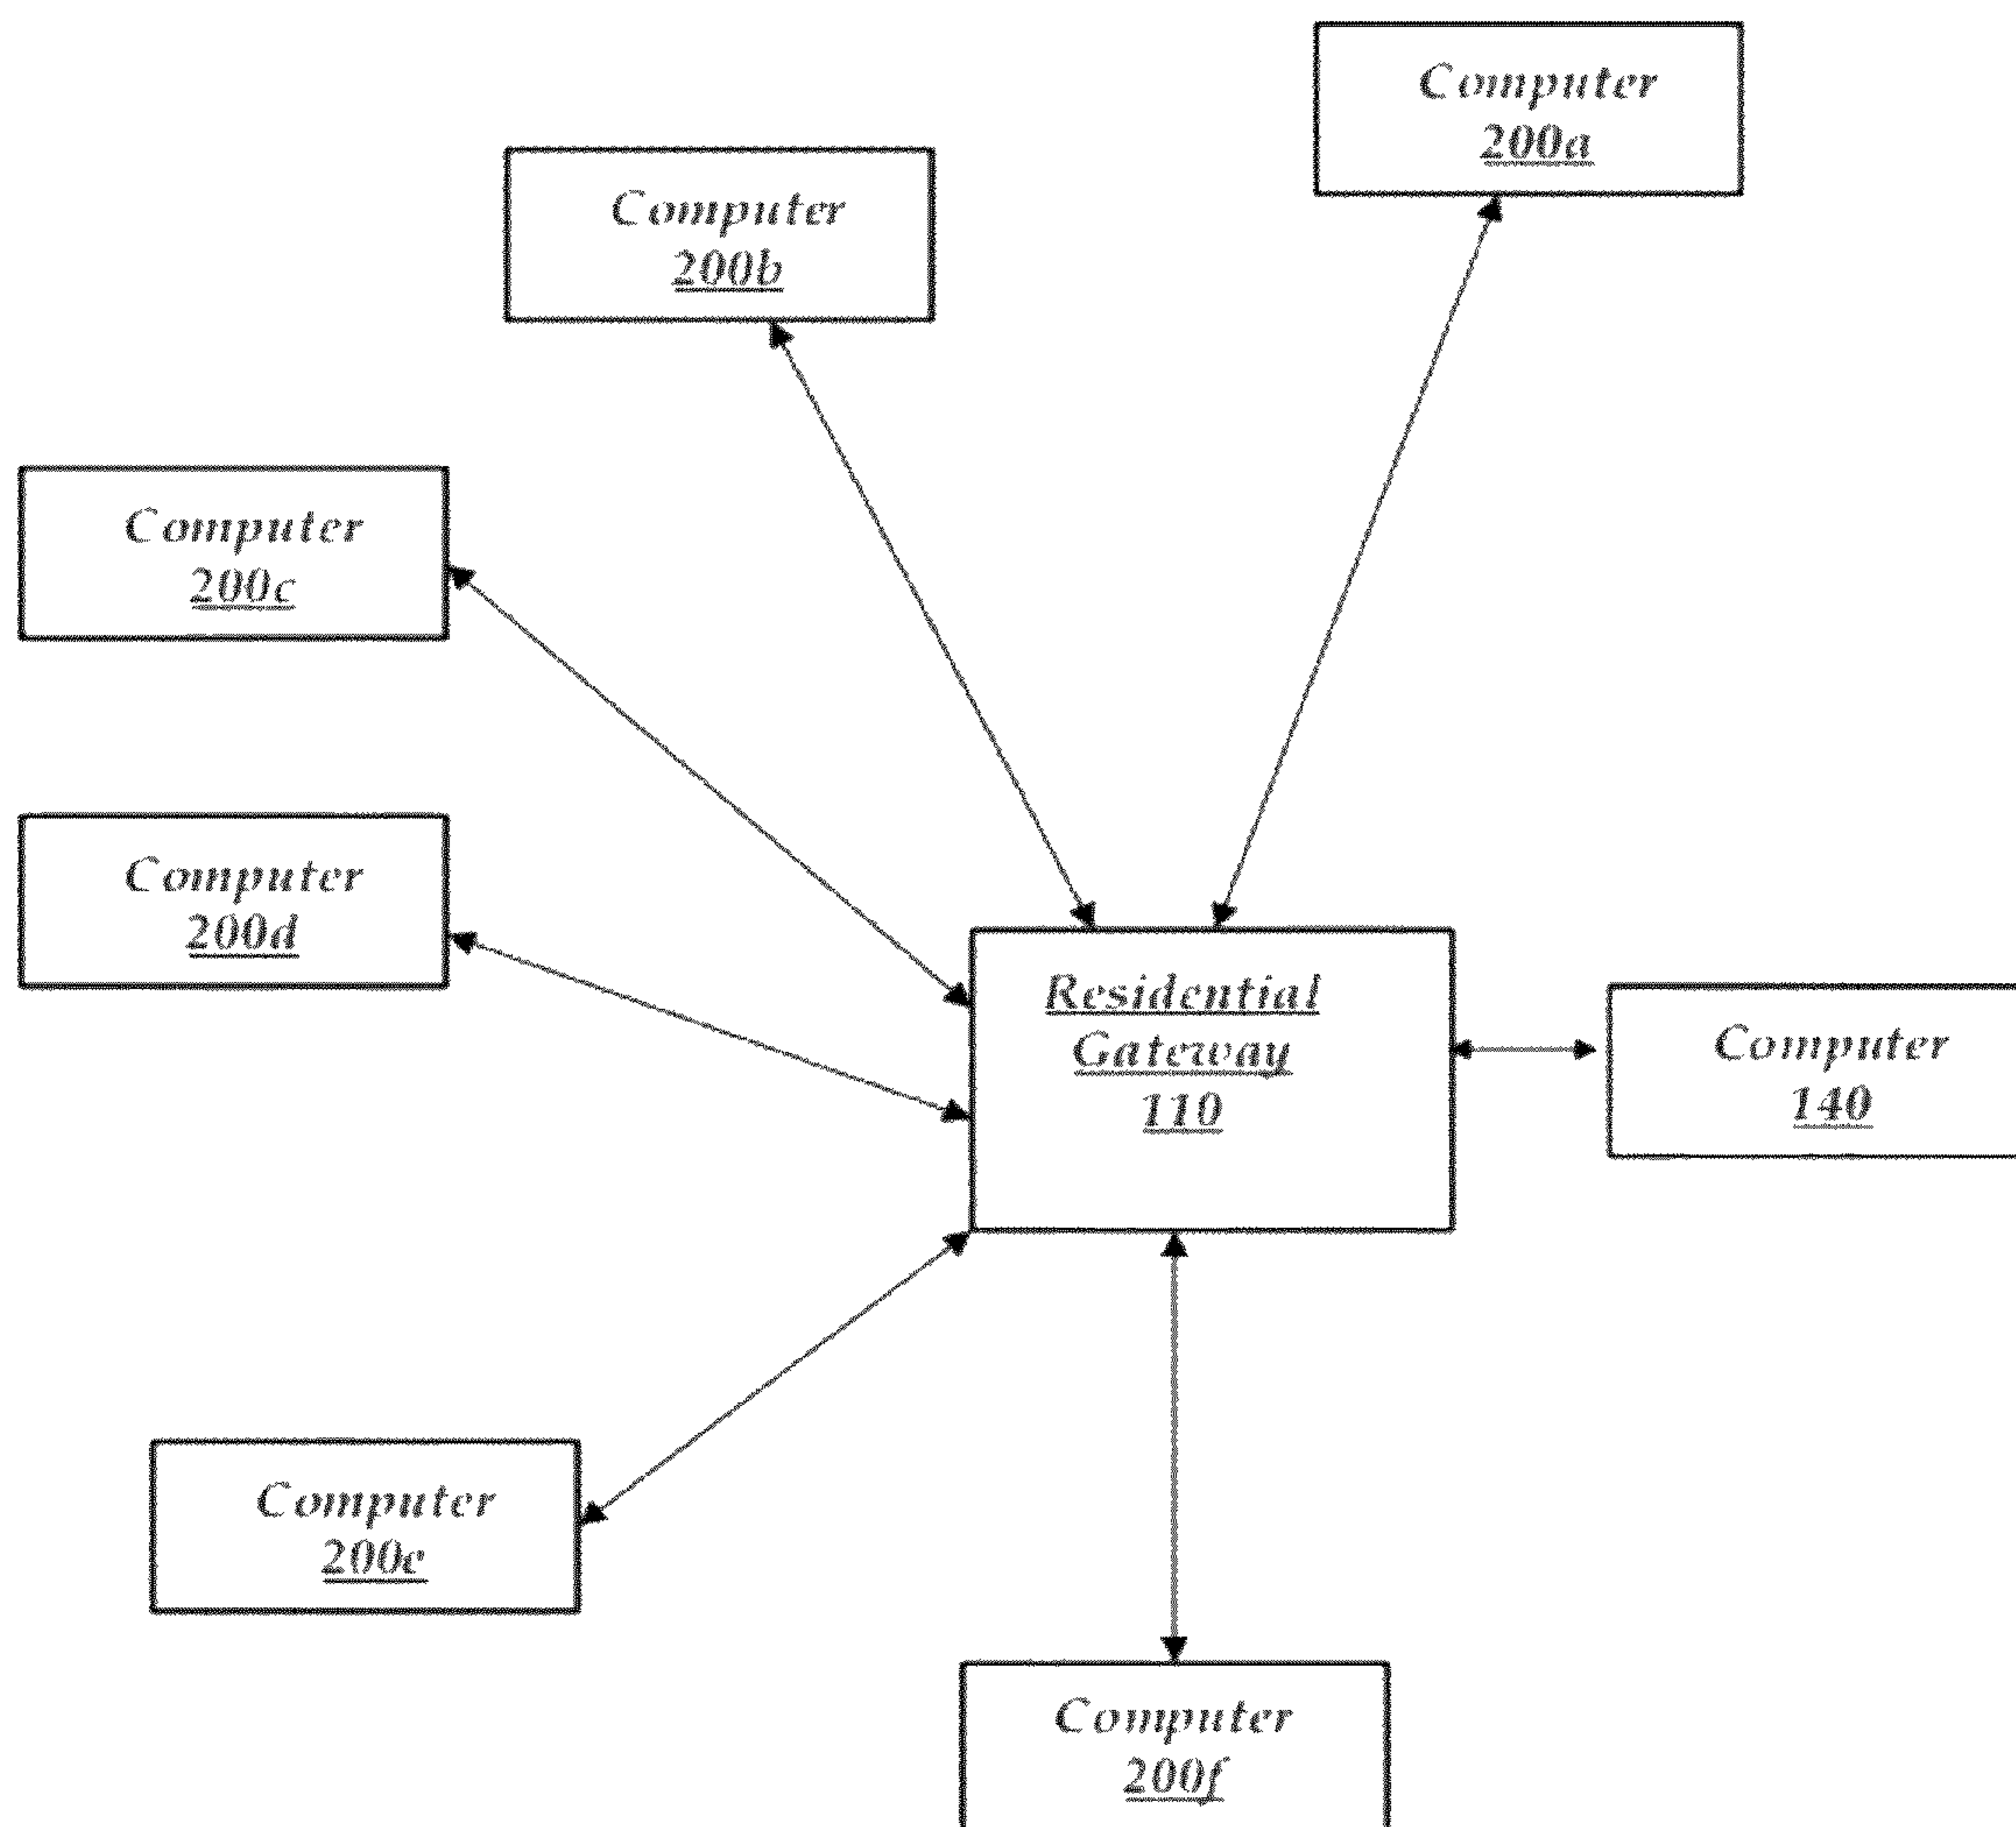 Computer
200a
Computer
200b
Computer
200c
Computer
200d
Residential
Gateway
110
Computer
140
Computer
200e
Computer
200f